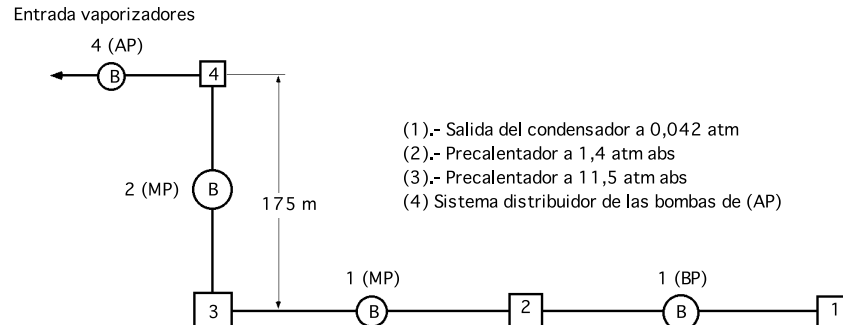 Entrada vaporizadores
4 (AP)
B
4
(1).- Salida del condensador a 0,042 atm
(2).- Precalentador a 1,4 atm abs
(3).- Precalentador a 11,5 atm abs
(4) Sistema distribuidor de las bombas de (AP)
2 (MP)
B
175 m
1 (MP)
1 (BP)
3
B
2
B
1